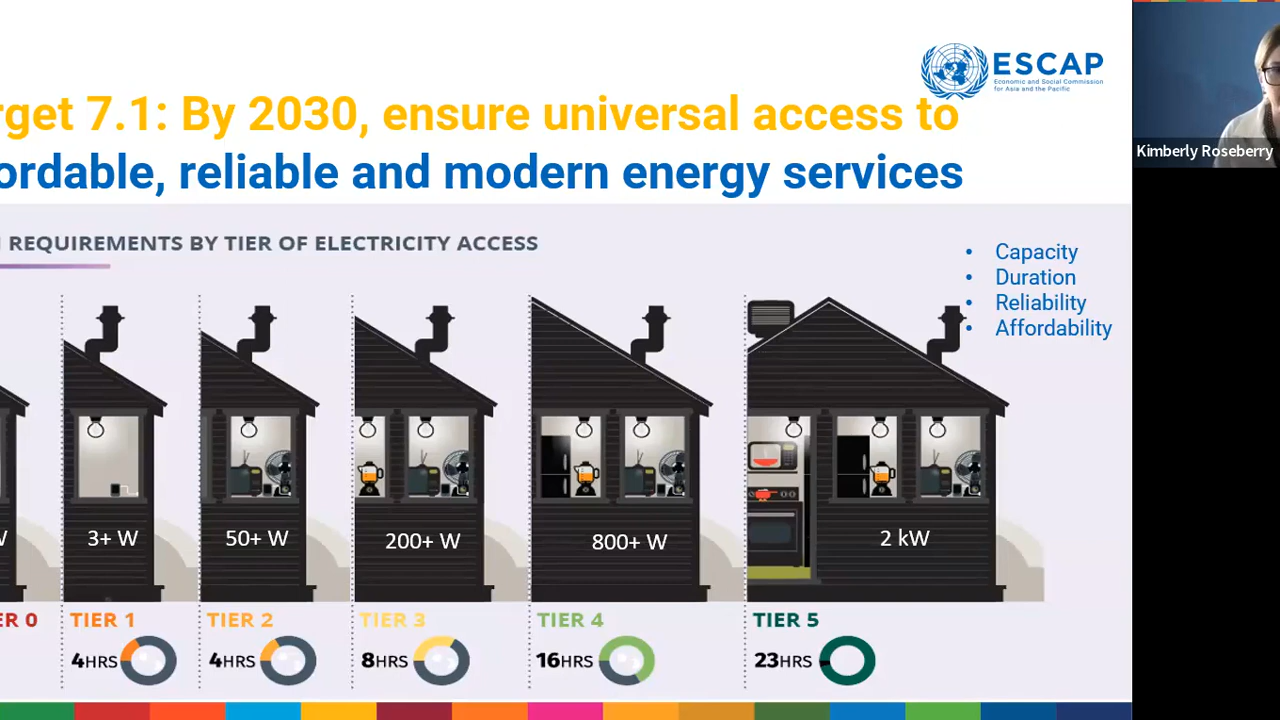 ESCAP
Economic and Social Commission
for Asia and the Pacific
rget 7.1: By 2030, ensure universal access to
ordable, reliable and modern energy services
Kimberly Roseberry
REQUIREMENTS BY TIER OF ELECTRICITY ACCESS
• Capacity
• Duration
• Reliability
• Affordability
W
3+ W
50+ W
200+ W
800+ W
2 kW
ER 0
TIER 1
TIER 2
TIER 3
TIER 4
TIER 5
4HRS
4HRS
8HRS
16HRS
23HRS